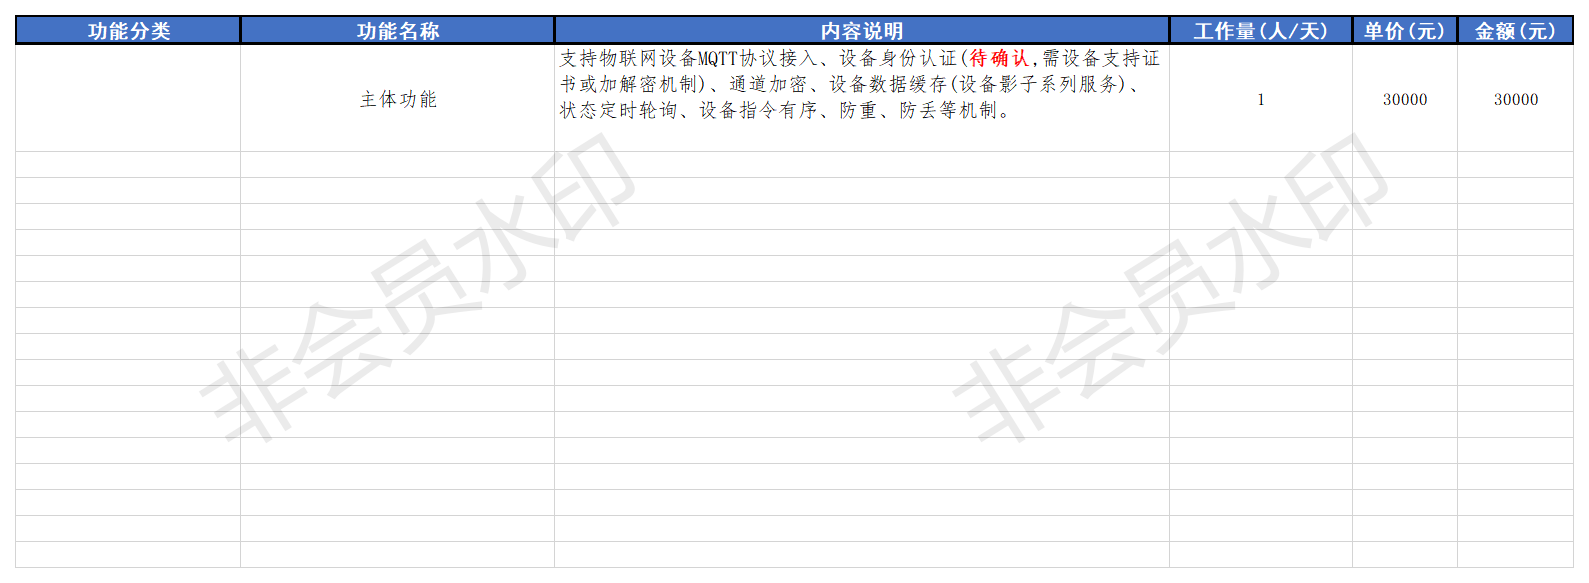 功能分类 功能名称 内容说明 工作量(人/天) 单价(元) 金额(元)
支持物联网设备MQTT协议接入、设备身份认证(待确认,需设备支持证
书或加解密机制)、通道加密、设备数据缓存(设备影子系列服务)、
主体功能 1 30000 30000
状态定时轮询、设备指令有序、防重、防丢等机制。
非会员水印 非会员水印